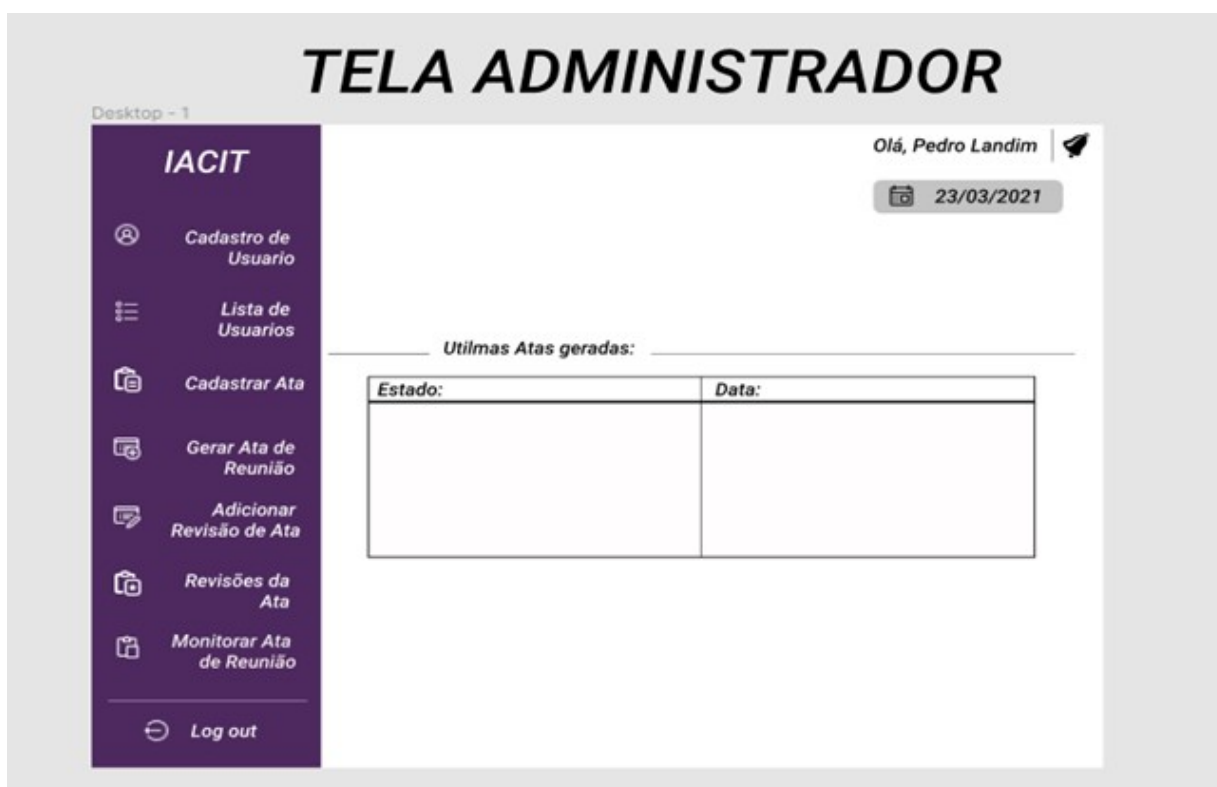 TELA ADMINISTRADOR
Desktop - 1
IACIT
Olá, Pedro Landim
23/03/2021
Cadastro de
Usuario
Lista de
Usuarios
Cadastrar Ata
Gerar Ata de
Reunião
Adicionar
Revisão de Ata
Revisões da
Ata
Monitorar Ata
de Reunião
Log out
Utilmas Atas geradas:
Estado:
Data: